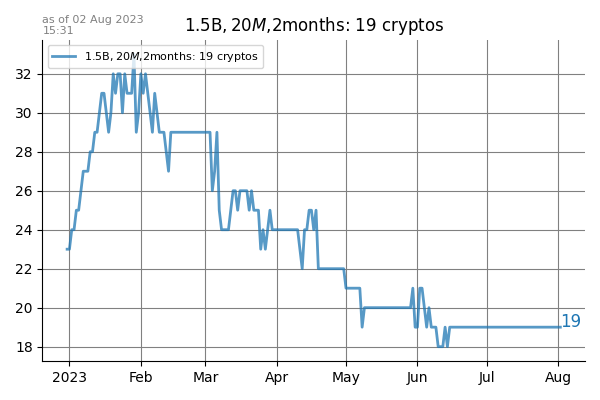 as of 02 Aug 2023
15:31
1.5B, 20M,2months: 19 cryptos
1.5B, 20M,2months: 19 cryptos
32
30
28
26
24
22
20
18
19
2023 Feb Mar Apr May Jun Jul Aug